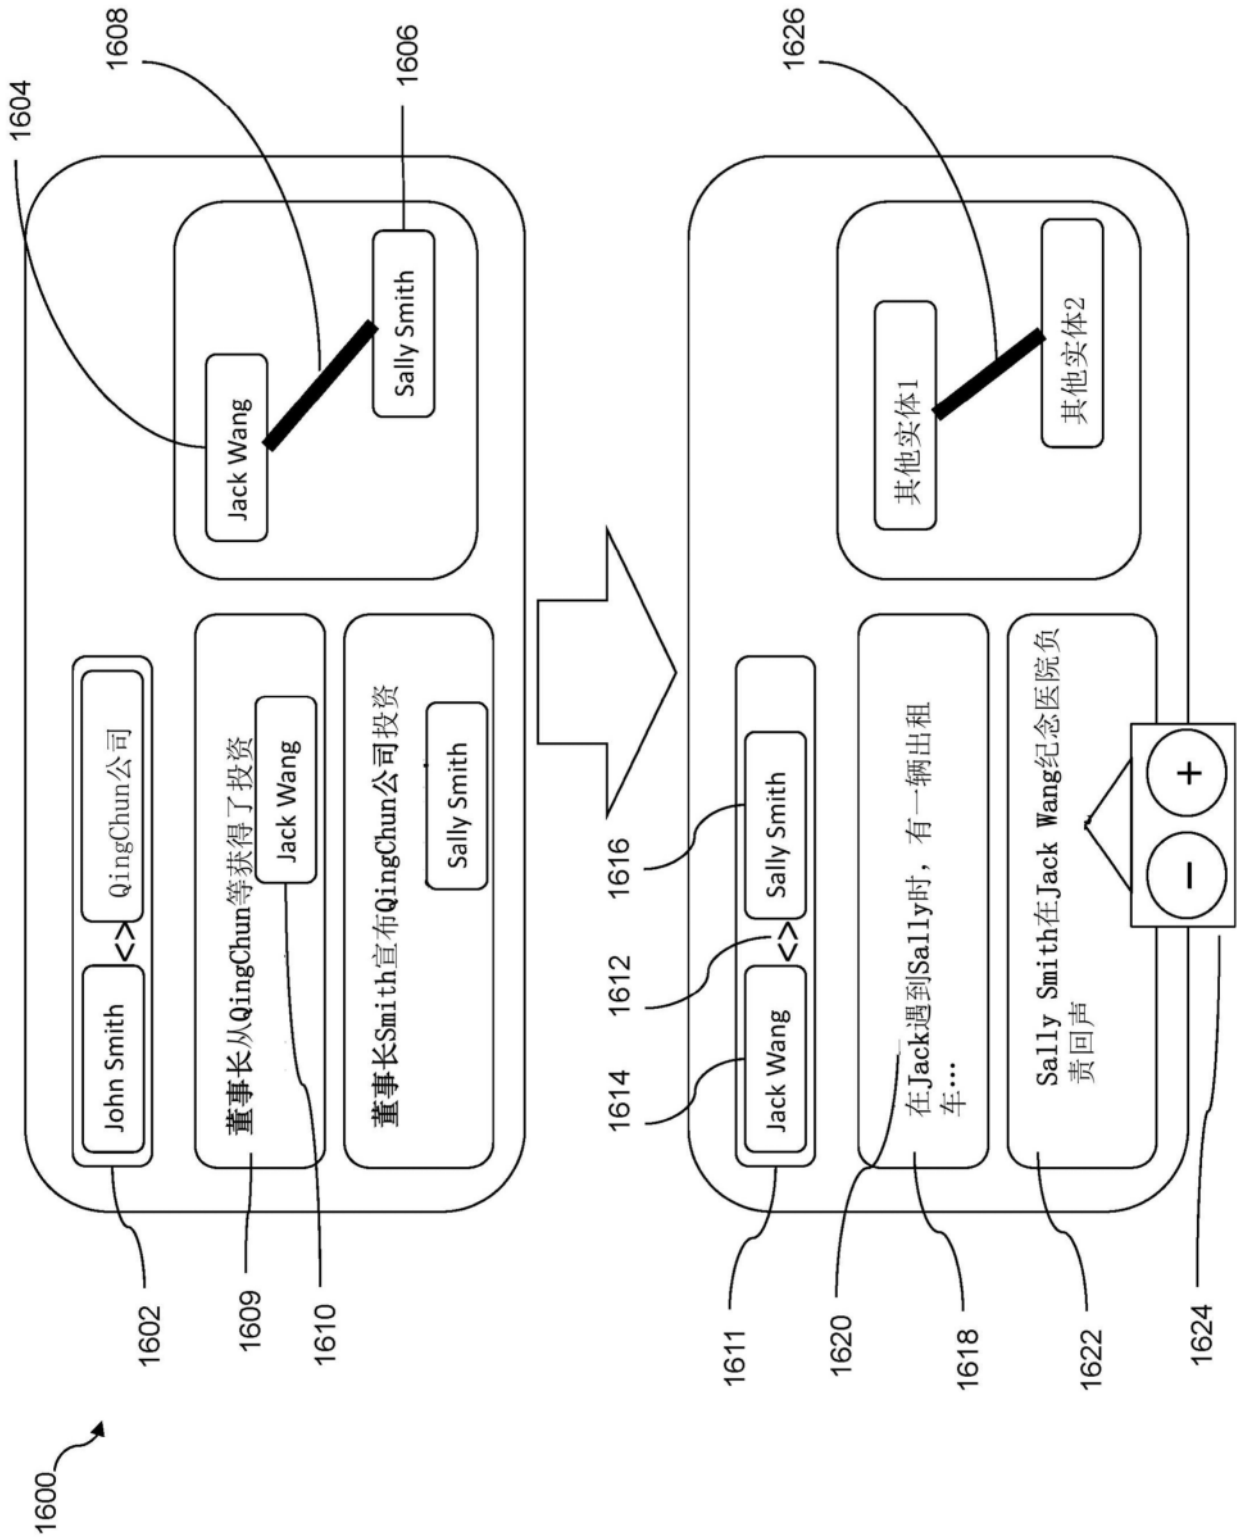 1600
1602
John Smith
<>
QingChun公司
1609
董事长从QingChun等获得了投资
1610
Jack Wang
董事长Smith宣布QingChun公司投资
Sally Smith
1604
Jack Wang
1608
Sally Smith
1606
1611
1614
Jack Wang
1612
<>
1616
Sally Smith
1620
1618
在Jack遇到Sally时，有一辆出租
车…
1622
Sally Smith在Jack Wang纪念医院负
责回声
1624
−
+
其他实体1
其他实体2
1626